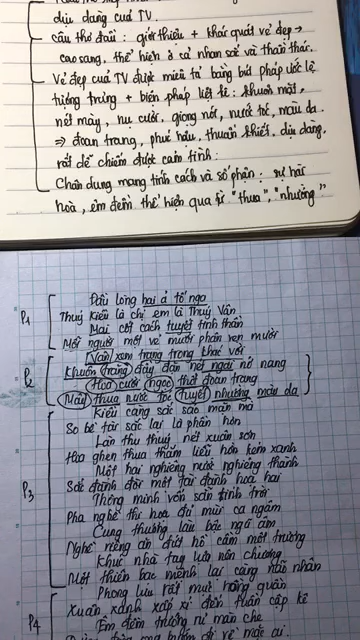 dịu dàng của TV.
Câu thơ đầu: giới thiệu + khái quát vẻ đẹp →
cao sang, thể hiện ở cả nhan sắc và thần thái.
Vẻ đẹp của TV được miêu tả bằng bút pháp ước lệ
tượng trưng + biện pháp liệt kê: khuôn mặt,
nét mày, nụ cười, giọng nói, nước tóc, màu da.
⇒ đoan trang, phúc hậu, thuần khiết, dịu dàng,
rất dễ chiếm được cảm tình.
Chân dung mang tính cách và số phận: sự hài
hoà, êm đềm thể hiện qua từ "thua", "nhường"
Đầu lòng hai ả tố nga
P1 Thuý Kiều là chị em là Thuý Vân
Mai cốt cách tuyết tinh thần
Mỗi người một vẻ mười phân vẹn mười
Vân xem trang trọng khác vời
Khuôn trăng đầy đặn nét ngài nở nang
Hoa cười ngọc thốt đoan trang
Mây thua nước tóc tuyết nhường màu da
Kiều càng sắc sảo mặn mà
So bề tài sắc lại là phần hơn
Làn thu thuỷ nét xuân sơn
Hoa ghen thua thắm liễu hờn kém xanh
P3 Một hai nghiêng nước nghiêng thành
Sắc đành đòi một tài đành hoạ hai
Thông minh vốn sẵn tính trời
Pha nghề thi hoạ đủ mùi ca ngâm
Cung thương lầu bậc ngũ âm
Nghề riêng ăn đứt hồ cầm một trương
Khúc nhà tay lựa nên chương
Một thiên bạc mệnh lại càng não nhân
Phong lưu rất mực hồng quần
P4 Xuân xanh xấp xỉ đến tuần cập kê
Êm đềm trướng rủ màn che